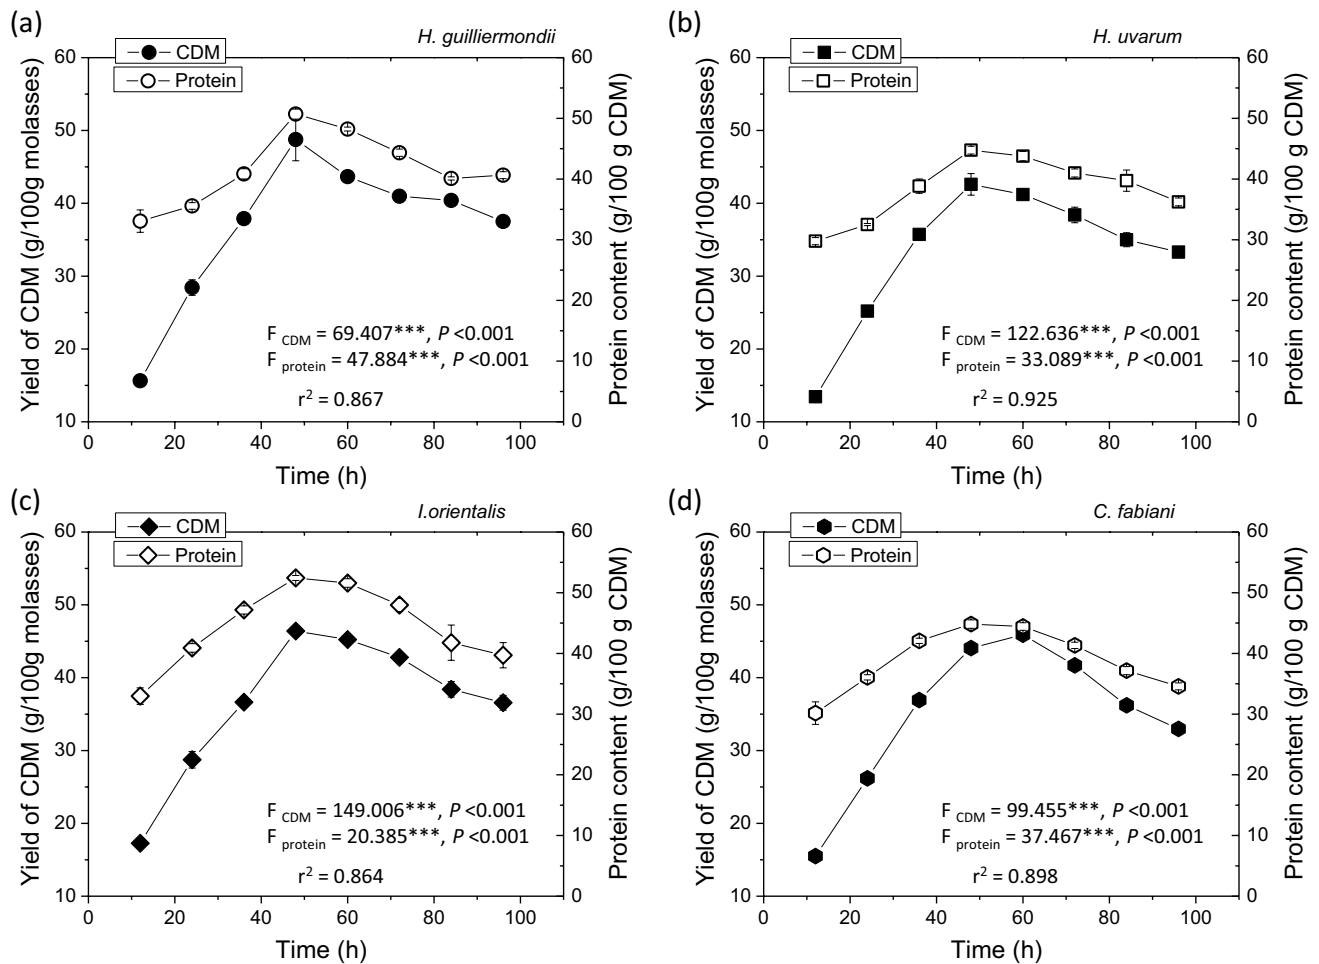 (a)
H. guilliermondii
CDM
Protein
60
50
40
30
20
10
Yield of CDM (g/100g molasses)
60
50
40
30
20
10
0
Protein content (g/100 g CDM)
F CDM = 69.407***, P <0.001
F protein = 47.884***, P <0.001
r² = 0.867
0 20 40 60 80 100
Time (h)
(b)
H. uvarum
CDM
Protein
60
50
40
30
20
10
Yield of CDM (g/100g molasses)
60
50
40
30
20
10
0
Protein content (g/100 g CDM)
F CDM = 122.636***, P <0.001
F protein = 33.089***, P <0.001
r² = 0.925
0 20 40 60 80 100
Time (h)
(c)
I.orientalis
CDM
Protein
60
50
40
30
20
10
Yield of CDM (g/100g molasses)
60
50
40
30
20
10
0
Protein content (g/100 g CDM)
F CDM = 149.006***, P <0.001
F protein = 20.385***, P <0.001
r² = 0.864
0 20 40 60 80 100
Time (h)
(d)
C. fabiani
CDM
Protein
60
50
40
30
20
10
Yield of CDM (g/100g molasses)
60
50
40
30
20
10
0
Protein content (g/100 g CDM)
F CDM = 99.455***, P <0.001
F protein = 37.467***, P <0.001
r² = 0.898
0 20 40 60 80 100
Time (h)